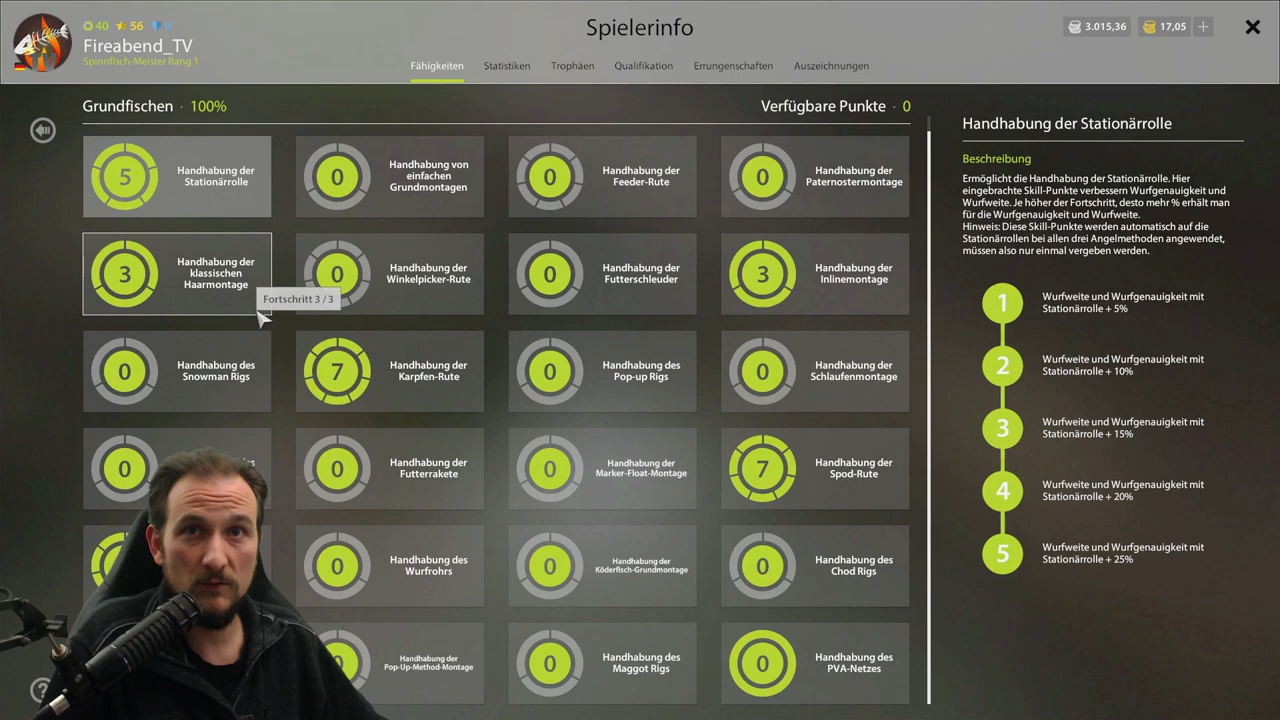 40 56 0
Fireabend_TV
Spinnfisch-Meister Rang 1
Spielerinfo
3.015,36 17,05 +
Fähigkeiten Statistiken Trophäen Qualifikation Errungenschaften Auszeichnungen
Grundfischen · 100%
Verfügbare Punkte · 0
5 Handhabung der
Stationärrolle
0 Handhabung von
einfachen
Grundmontagen
0 Handhabung der
Feeder-Rute
0 Handhabung der
Paternostermontage
3 Handhabung der
klassischen
Haarmontage
0 Handhabung der
Winkelpicker-Rute
0 Handhabung der
Futterschleuder
3 Handhabung der
Inlinemontage
Fortschritt 3 / 3
0 Handhabung des
Snowman Rigs
7 Handhabung der
Karpfen-Rute
0 Handhabung des
Pop-up Rigs
0 Handhabung der
Schlaufenmontage
0
0 Handhabung der
Futterrakete
0 Handhabung der
Marker-Float-Montage
7 Handhabung der
Spod-Rute
0 Handhabung des
Wurfrohrs
0 Handhabung der
Köderfisch-Grundmontage
0 Handhabung des
Chod Rigs
0 Handhabung der
Pop-Up-Method-Montage
0 Handhabung des
Maggot Rigs
0 Handhabung des
PVA-Netzes
Handhabung der Stationärrolle
Beschreibung
Ermöglicht die Handhabung der Stationärrolle. Hier
eingebrachte Skill-Punkte verbessern Wurfgenauigkeit und
Wurfweite. Je höher der Fortschritt, desto mehr % erhält man
für die Wurfgenauigkeit und Wurfweite.
Hinweis: Diese Skill-Punkte werden automatisch auf die
Stationärrollen bei allen drei Angelmethoden angewendet,
müssen also nur einmal vergeben werden.
1 Wurfweite und Wurfgenauigkeit mit
Stationärrolle + 5%
2 Wurfweite und Wurfgenauigkeit mit
Stationärrolle + 10%
3 Wurfweite und Wurfgenauigkeit mit
Stationärrolle + 15%
4 Wurfweite und Wurfgenauigkeit mit
Stationärrolle + 20%
5 Wurfweite und Wurfgenauigkeit mit
Stationärrolle + 25%